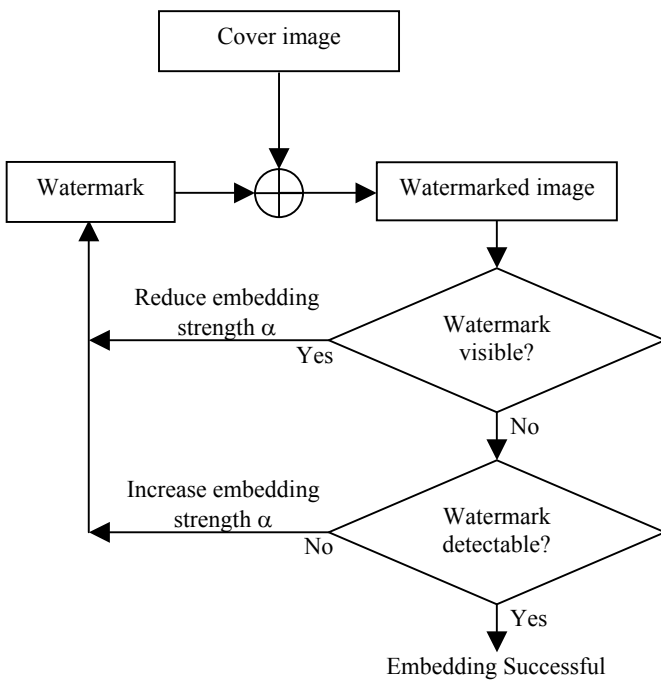 Cover image
Watermark
Watermarked image
Reduce embedding
strength α
Yes
Watermark
visible?
No
Increase embedding
strength α
No
Watermark
detectable?
Yes
Embedding Successful